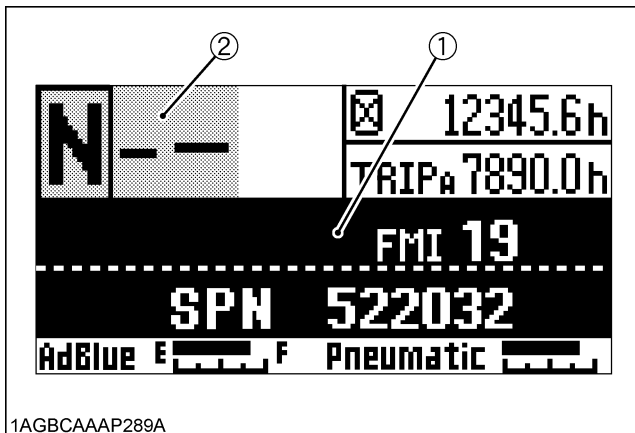 ② ①
N-- 12345.6h
TRIPA 7890.0h
FMI 19
SPN 522032
AdBlue E F Pneumatic
1AGBCAAAP289A